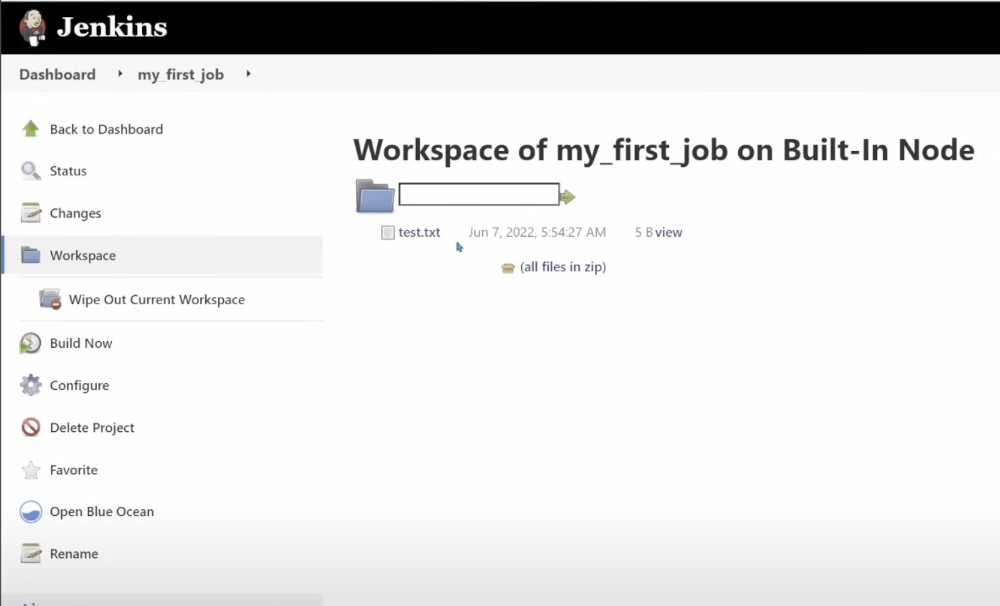 Jenkins
Dashboard
my_first_job
Back to Dashboard
Status
Changes
Workspace
Wipe Out Current Workspace
Build Now
Configure
Delete Project
Favorite
Open Blue Ocean
Rename
Workspace of my_first_job on Built-In Node
test.txt Jun 7, 2022, 5:54:27 AM 5 B view
(all files in zip)